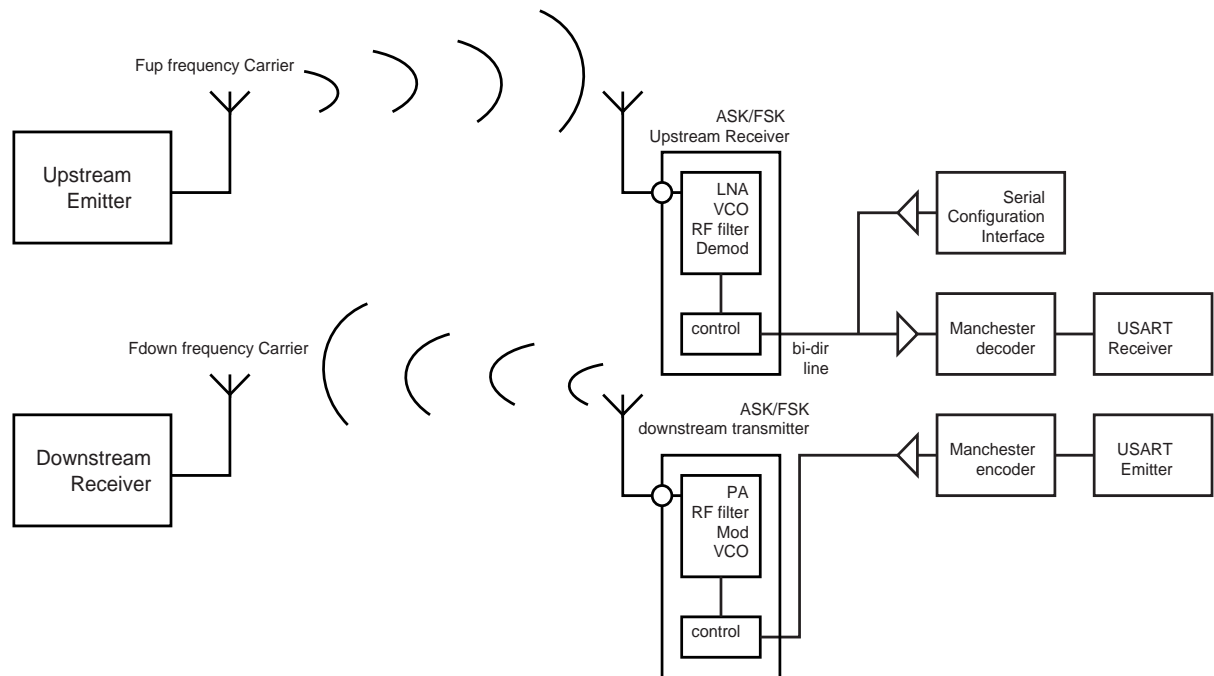 Fup frequency Carrier
Upstream
Emitter
ASK/FSK
Upstream Receiver
LNA
VCO
RF filter
Demod
control
bi-dir
line
Serial
Configuration
Interface
Manchester
decoder
USART
Receiver
Fdown frequency Carrier
Downstream
Receiver
ASK/FSK
downstream transmitter
PA
RF filter
Mod
VCO
control
Manchester
encoder
USART
Emitter